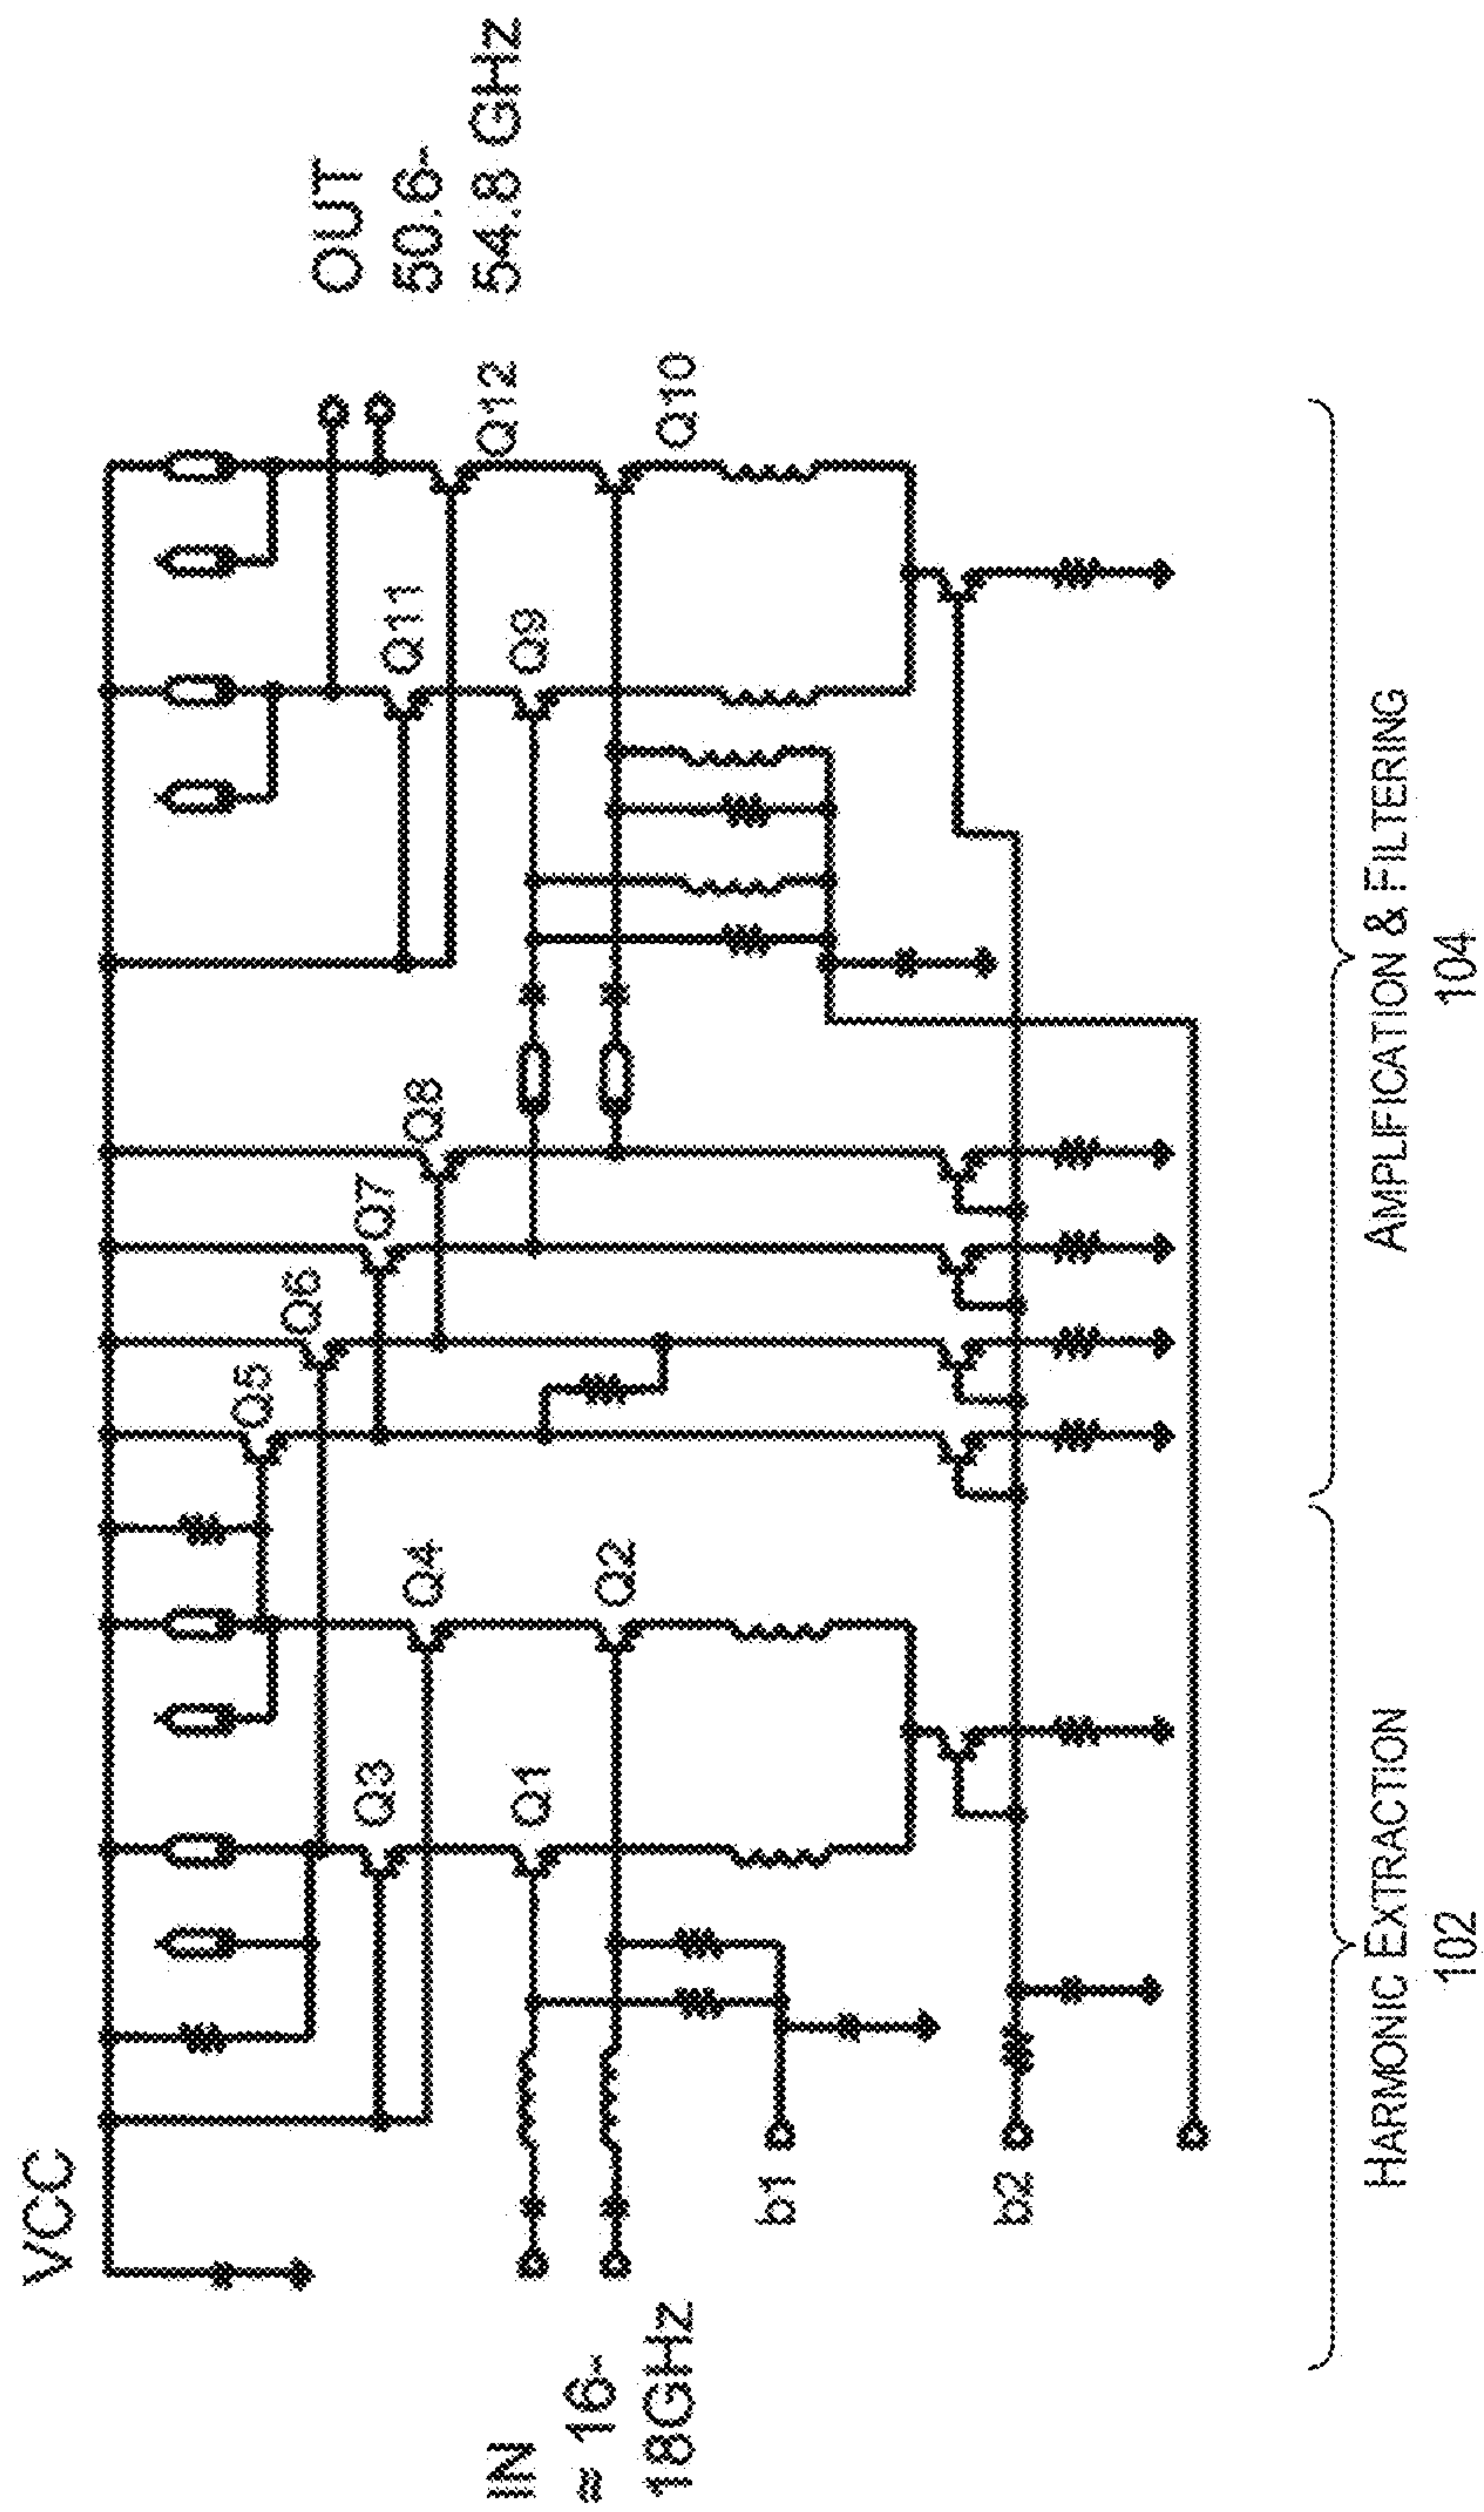 VCC
IN
≈ 16-
18GHz
b1
b2
Q1
Q2
Q3
Q4
Q5
Q6
Q7
Q8
Q9
Q10
Q11
Q12
OUT
50.6-
54.8 GHz
HARMONIC EXTRACTION
102
AMPLIFICATION & FILTERING
104